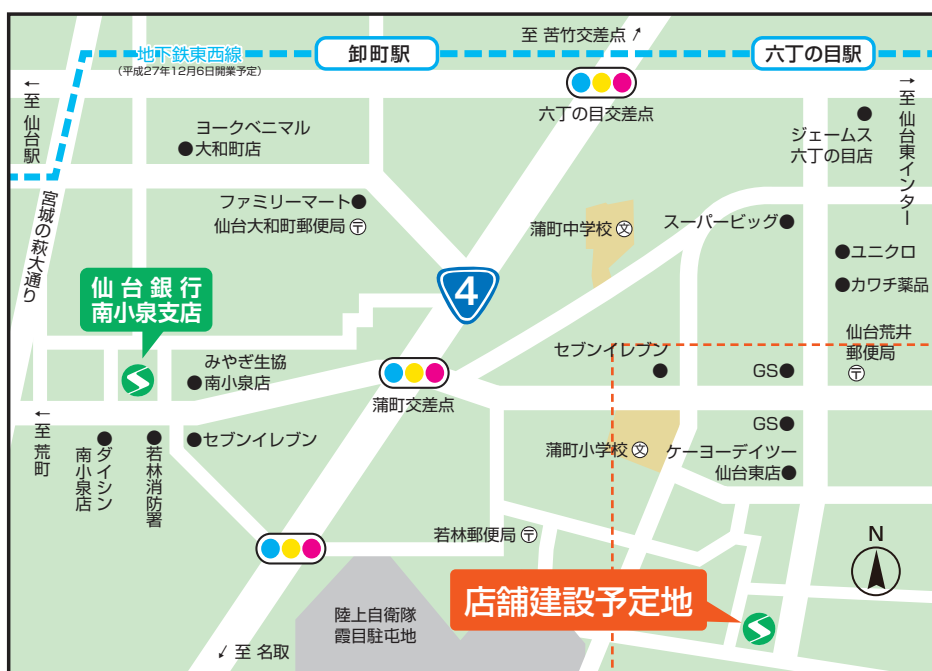 至 苦竹交差点↗
地下鉄東西線
(平成27年12月6日開業予定)
卸町駅
六丁の目駅
←至 仙台駅
六丁の目交差点
→至 仙台東インター
ヨークベニマル
●大和町店
ジェームス
六丁の目店
宮城の萩大通り
ファミリーマート●
仙台大和町郵便局〒
蒲町中学校文
スーパービッグ●
●ユニクロ
●カワチ薬品
4
仙台銀行
南小泉支店
仙台荒井
郵便局
〒
みやぎ生協
●南小泉店
セブンイレブン
GS●
蒲町交差点
←至 荒町
●ダイシン
南小泉店
●若林消防署
●セブンイレブン
GS●
蒲町小学校文
ケーヨーデイツー
仙台東店●
若林郵便局〒
N
店舗建設予定地
陸上自衛隊
霞目駐屯地
↙至 名取